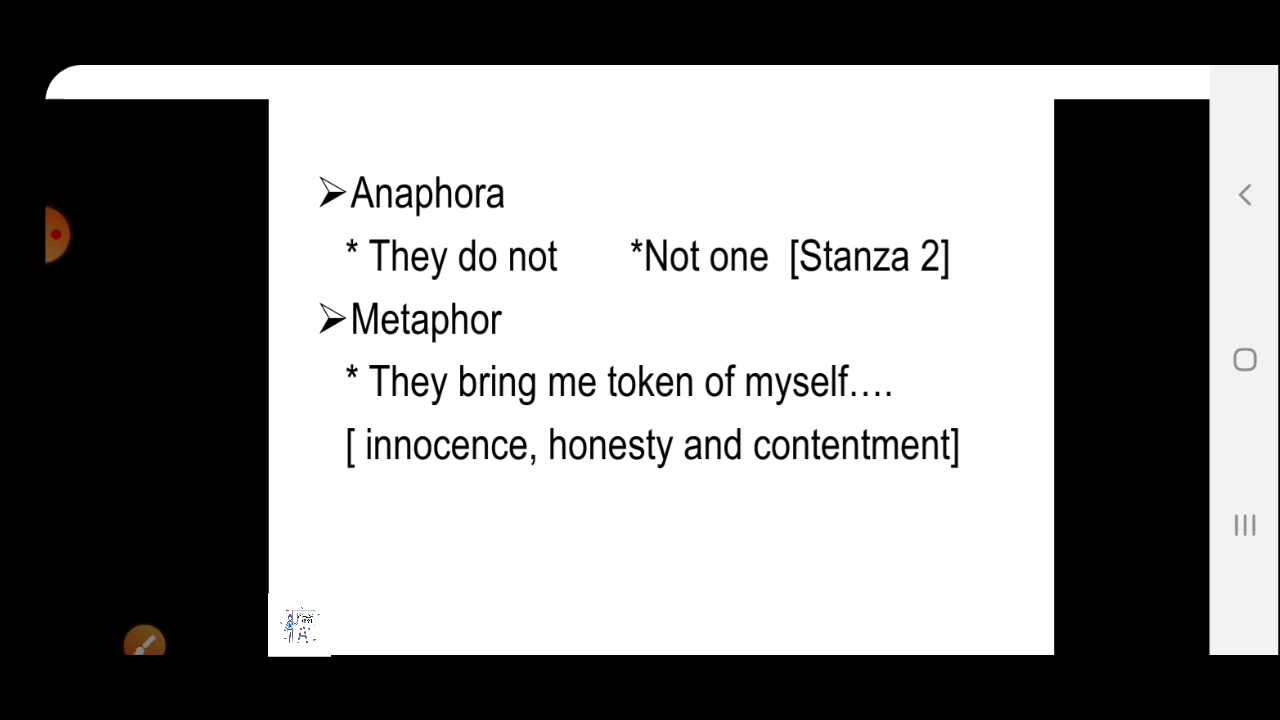 ➢Anaphora
* They do not *Not one [Stanza 2]
➢Metaphor
* They bring me token of myself….
[ innocence, honesty and contentment]